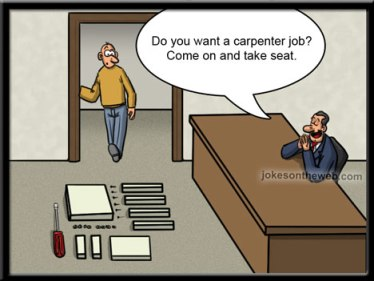 Do you want a carpenter job?
Come on and take seat.
jokesontheweb.com